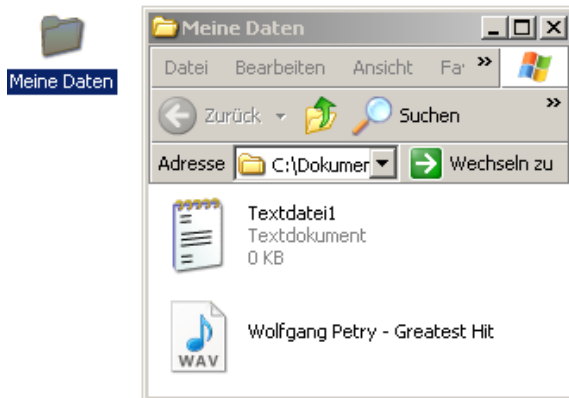 Meine Daten
Meine Daten
Datei Bearbeiten Ansicht Fa »
Zurück Suchen »
Adresse C:\Dokumer Wechseln zu
Textdatei1
Textdokument
0 KB
Wolfgang Petry - Greatest Hit
WAV